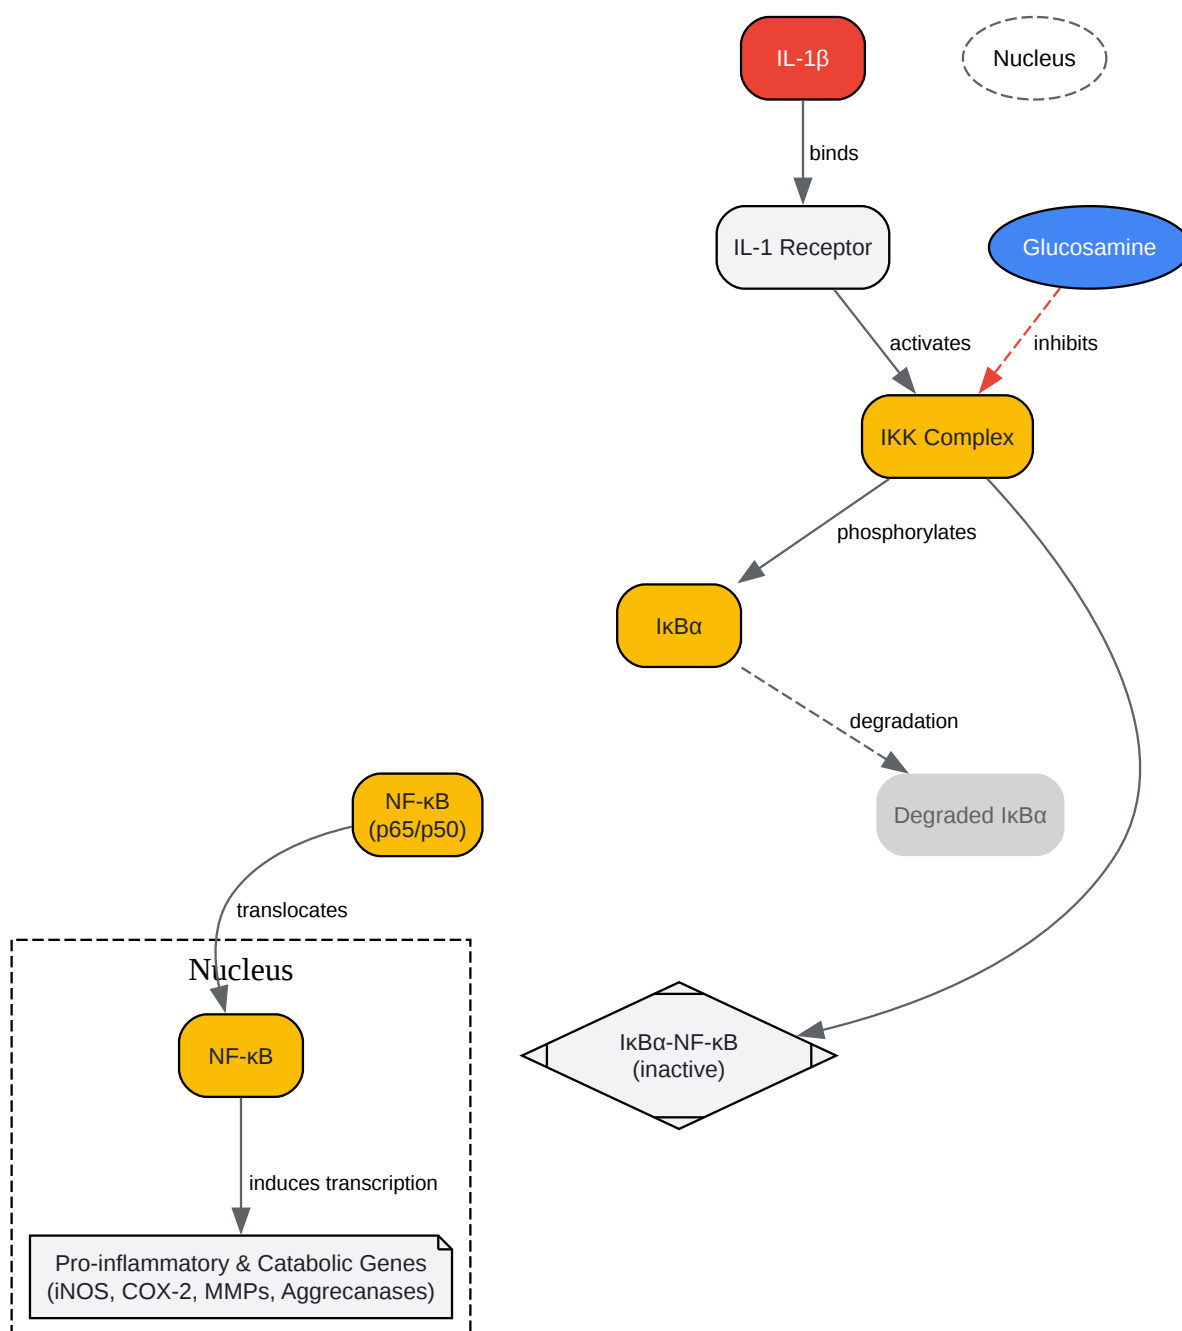 IL-1β
Nucleus
binds
IL-1 Receptor
Glucosamine
activates
inhibits
IKK Complex
phosphorylates
IκBα
degradation
NF-κB
(p65/p50)
Degraded IκBα
translocates
Nucleus
NF-κB
IκBα-NF-κB
(inactive)
induces transcription
Pro-inflammatory & Catabolic Genes
(iNOS, COX-2, MMPs, Aggrecanases)